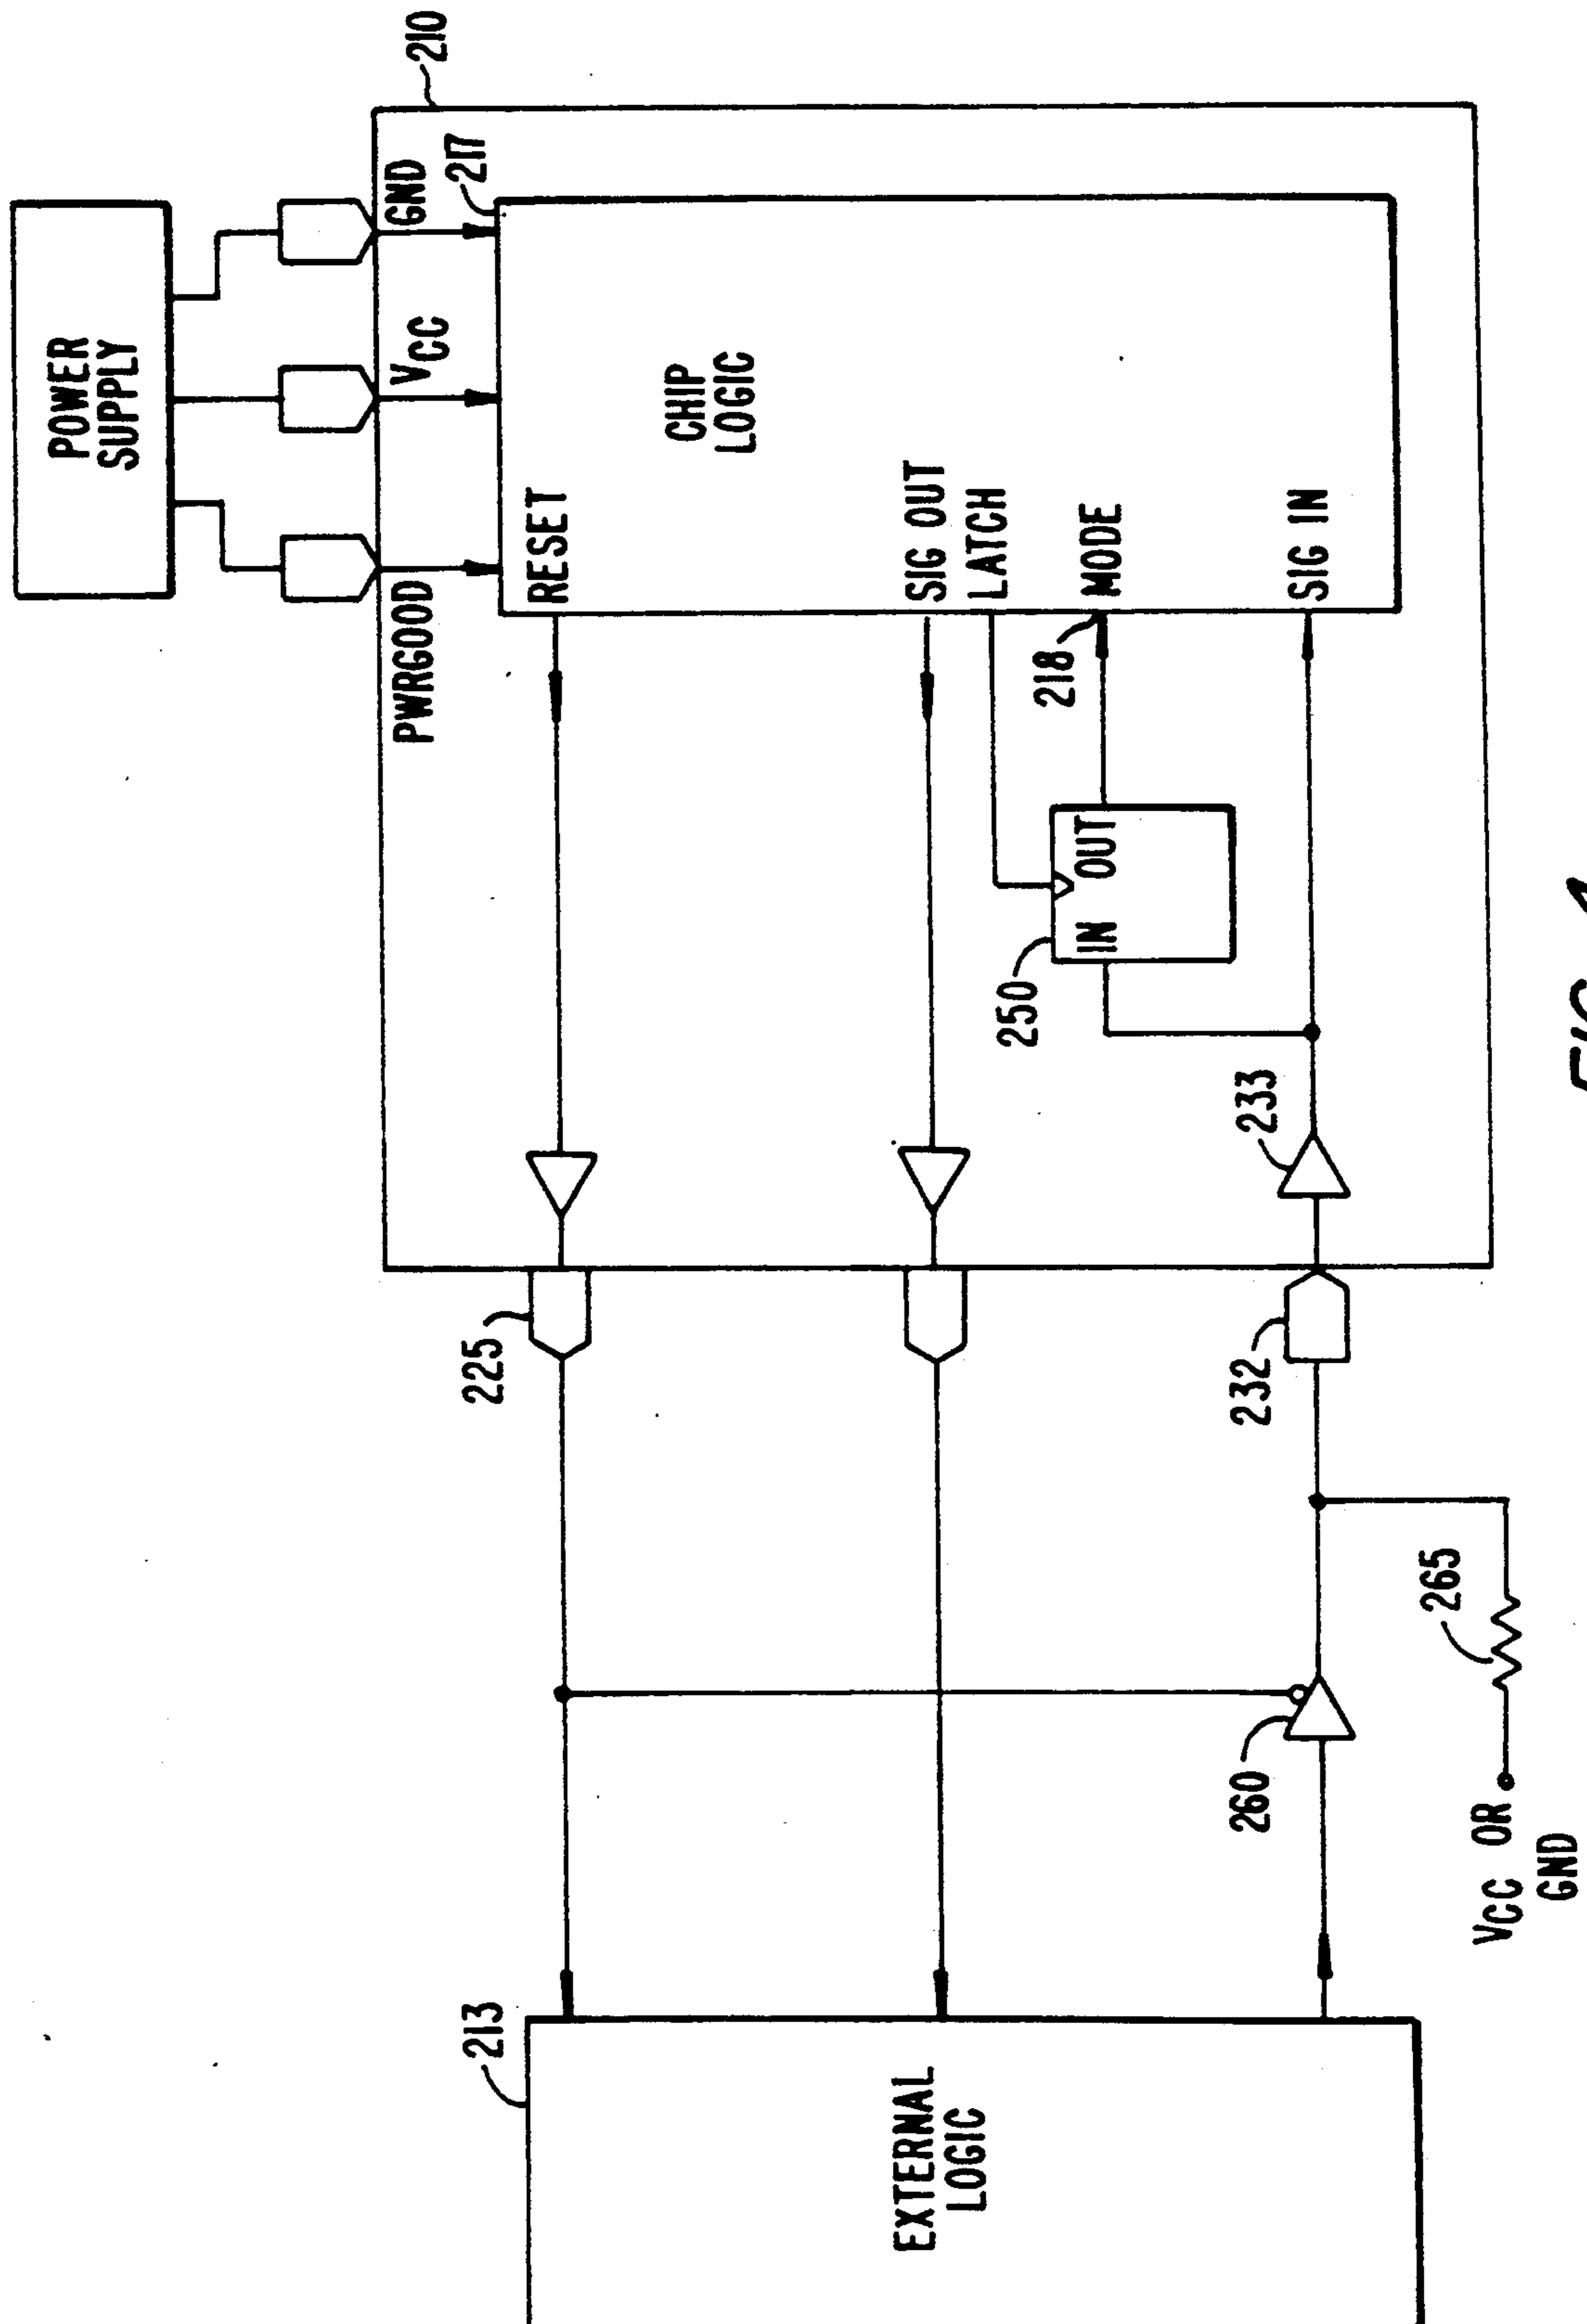 POWER
SUPPLY
210
GND
217
VCC
PWRGOOD
RESET
CHIP
LOGIC
SIG OUT
LATCH
MODE
218
SIG IN
250
IN
OUT
233
225
232
265
260
VCC OR
GND
213
EXTERNAL
LOGIC